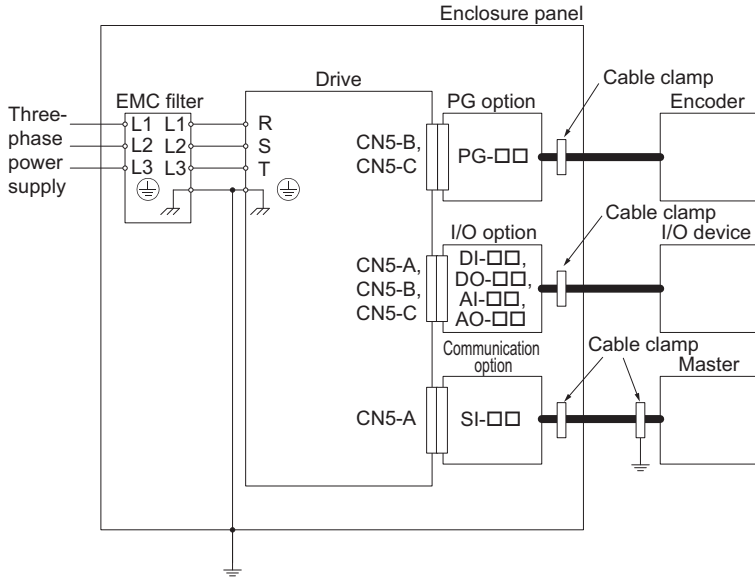 Enclosure panel
Drive
Cable clamp
EMC filter
PG option
Encoder
Three-
phase
power
supply
L1 L1
L2 L2
L3 L3
R
S
T
CN5-B,
CN5-C
PG-□□
Cable clamp
I/O option
I/O device
CN5-A,
CN5-B,
CN5-C
DI-□□,
DO-□□,
AI-□□,
AO-□□
Communication
option
Cable clamp
Master
CN5-A
SI-□□